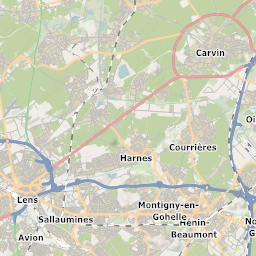 Carvin
Oi
Courrières
Harnes
Lens
Montigny-en-
Gohelle
Sallaumines
Hénin-
Beaumont
No
G
Avion